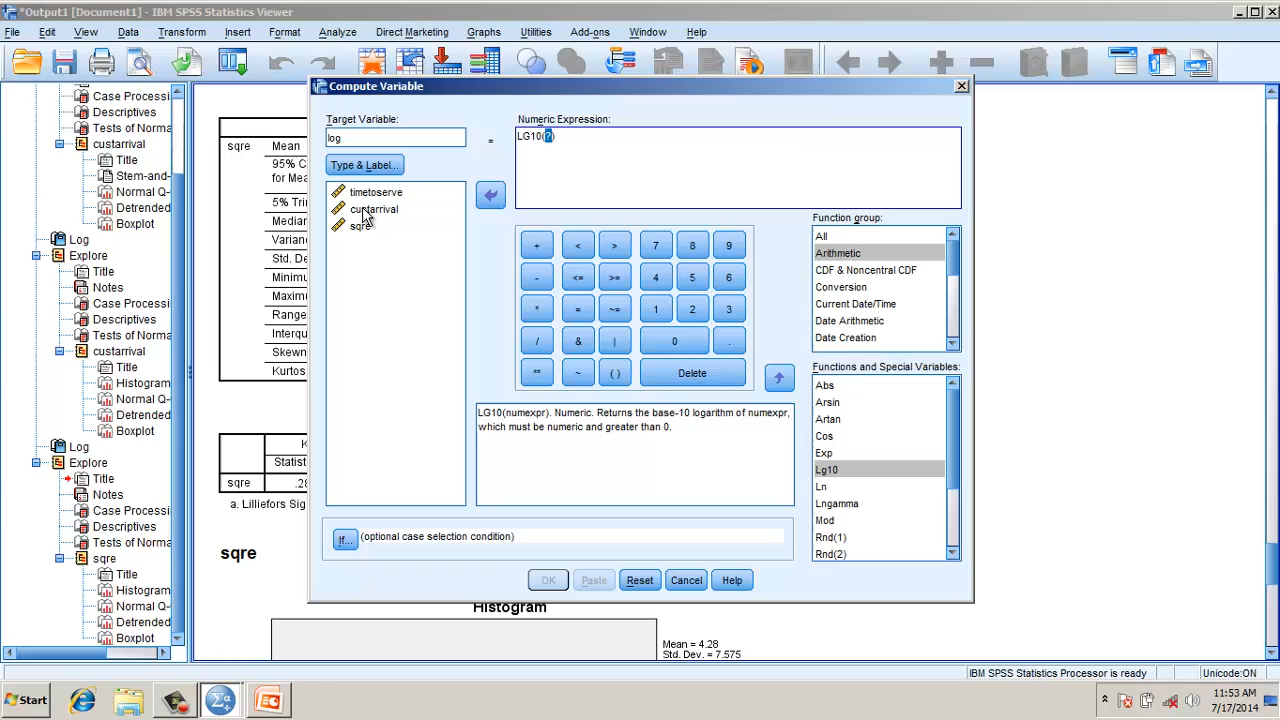 *Output1 [Document1] - IBM SPSS Statistics Viewer
File Edit View Data Transform Insert Format Analyze Direct Marketing Graphs Utilities Add-ons Window Help
Case Processi
Descriptives
Tests of Norma
custarrival
Title
Stem-and-
Normal Q-
Detrended
Boxplot
Log
Explore
Title
Notes
Case Processi
Descriptives
Tests of Norma
custarrival
Title
Histogram
Normal Q-
Detrended
Boxplot
Log
Explore
Title
Notes
Case Processi
Descriptives
Tests of Norma
sqre
Title
Histogram
Normal Q-
Detrended
Boxplot
sqre Mean
95% C
for Mea
5% Tri
Median
Varian
Std. De
Minimu
Maxim
Range
Interqu
Skewn
Kurtos
K
Statist
sqre .28
a. Lilliefors Sig
sqre
Histogram
Mean = 4.28
Std. Dev. = 7.575
Compute Variable
Target Variable:
log
Type & Label...
timetoserve
custarrival
sqre
=
Numeric Expression:
LG10(?)
+ < > 7 8 9
- <= >= 4 5 6
* = ~= 1 2 3
/ & | 0 .
** ~ ( ) Delete
LG10(numexpr). Numeric. Returns the base-10 logarithm of numexpr,
which must be numeric and greater than 0.
Function group:
All
Arithmetic
CDF & Noncentral CDF
Conversion
Current Date/Time
Date Arithmetic
Date Creation
Functions and Special Variables:
Abs
Arsin
Artan
Cos
Exp
Lg10
Ln
Lngamma
Mod
Rnd(1)
Rnd(2)
If... (optional case selection condition)
OK Paste Reset Cancel Help
IBM SPSS Statistics Processor is ready
Unicode:ON
Start
11:53 AM
7/17/2014